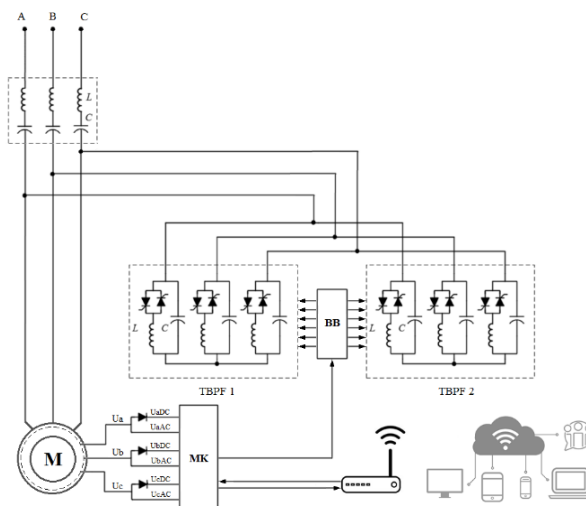 A B C
L
C
L C
BB
L C
TBPF 1
TBPF 2
Ua
UaDC
UaAC
M
Ub
UbDC
UbAC
MK
Uc
UcDC
UcAC